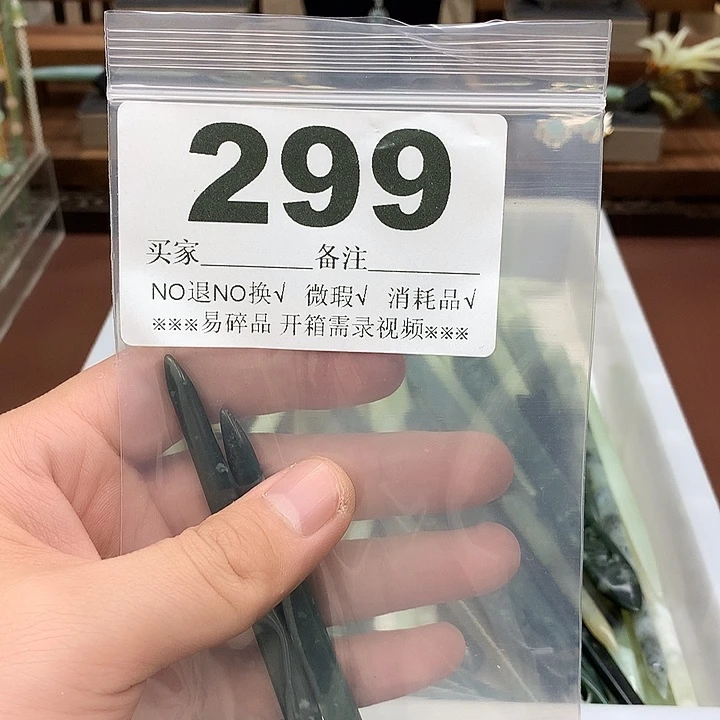 299
买家________备注________
NO退NO换√ 微瑕√ 消耗品√
※※※易碎品 开箱需录视频※※※